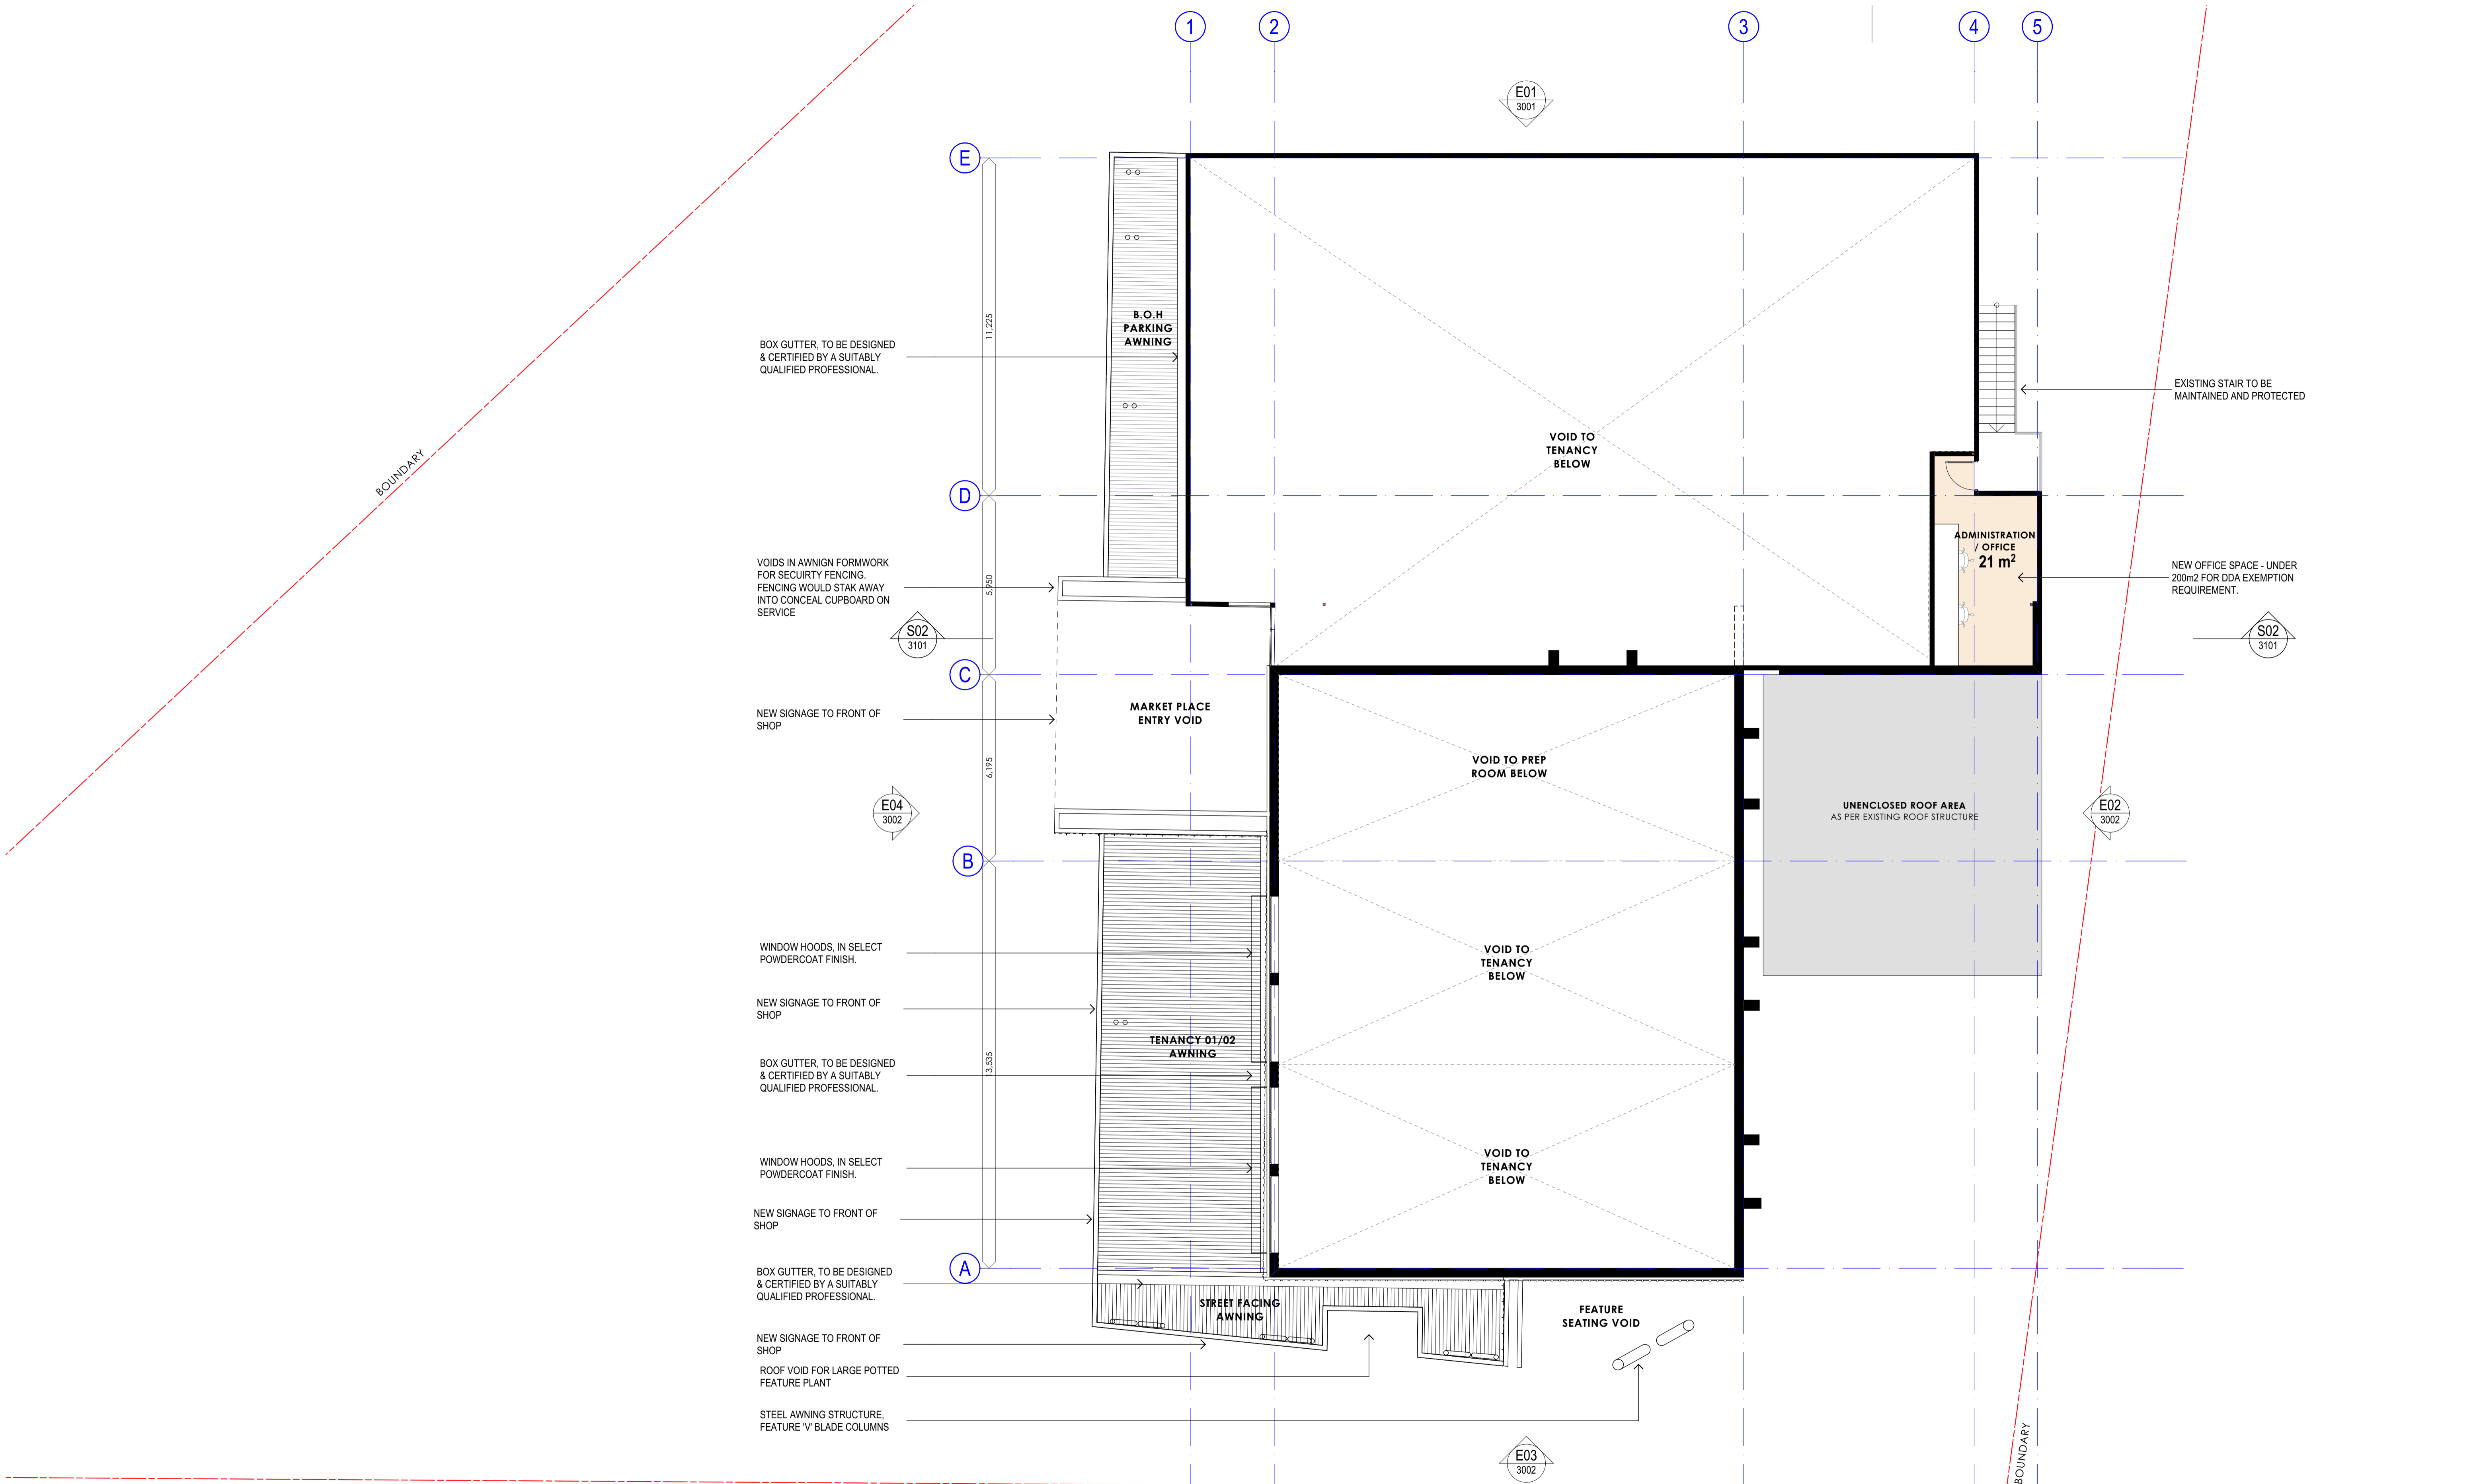 1
2
3
4
5
E01
3001
E
B.O.H
PARKING
AWNING
11,225
BOX GUTTER, TO BE DESIGNED
& CERTIFIED BY A SUITABLY
QUALIFIED PROFESSIONAL.
EXISTING STAIR TO BE
MAINTAINED AND PROTECTED
BOUNDARY
VOID TO
TENANCY
BELOW
D
ADMINISTRATION
/ OFFICE
21 m²
VOIDS IN AWNIGN FORMWORK
FOR SECUIRTY FENCING.
FENCING WOULD STAK AWAY
INTO CONCEAL CUPBOARD ON
SERVICE
5,950
NEW OFFICE SPACE - UNDER
200m2 FOR DDA EXEMPTION
REQUIREMENT.
S02
3101
S02
3101
C
NEW SIGNAGE TO FRONT OF
SHOP
MARKET PLACE
ENTRY VOID
6,195
VOID TO PREP
ROOM BELOW
E04
3002
UNENCLOSED ROOF AREA
AS PER EXISTING ROOF STRUCTURE
E02
3002
B
WINDOW HOODS, IN SELECT
POWDERCOAT FINISH.
VOID TO
TENANCY
BELOW
NEW SIGNAGE TO FRONT OF
SHOP
TENANCY 01/02
AWNING
BOX GUTTER, TO BE DESIGNED
& CERTIFIED BY A SUITABLY
QUALIFIED PROFESSIONAL.
13,535
WINDOW HOODS, IN SELECT
POWDERCOAT FINISH.
VOID TO
TENANCY
BELOW
NEW SIGNAGE TO FRONT OF
SHOP
A
BOX GUTTER, TO BE DESIGNED
& CERTIFIED BY A SUITABLY
QUALIFIED PROFESSIONAL.
STREET FACING
AWNING
FEATURE
SEATING VOID
NEW SIGNAGE TO FRONT OF
SHOP
ROOF VOID FOR LARGE POTTED
FEATURE PLANT
STEEL AWNING STRUCTURE,
FEATURE 'V' BLADE COLUMNS
E03
3002
BOUNDARY